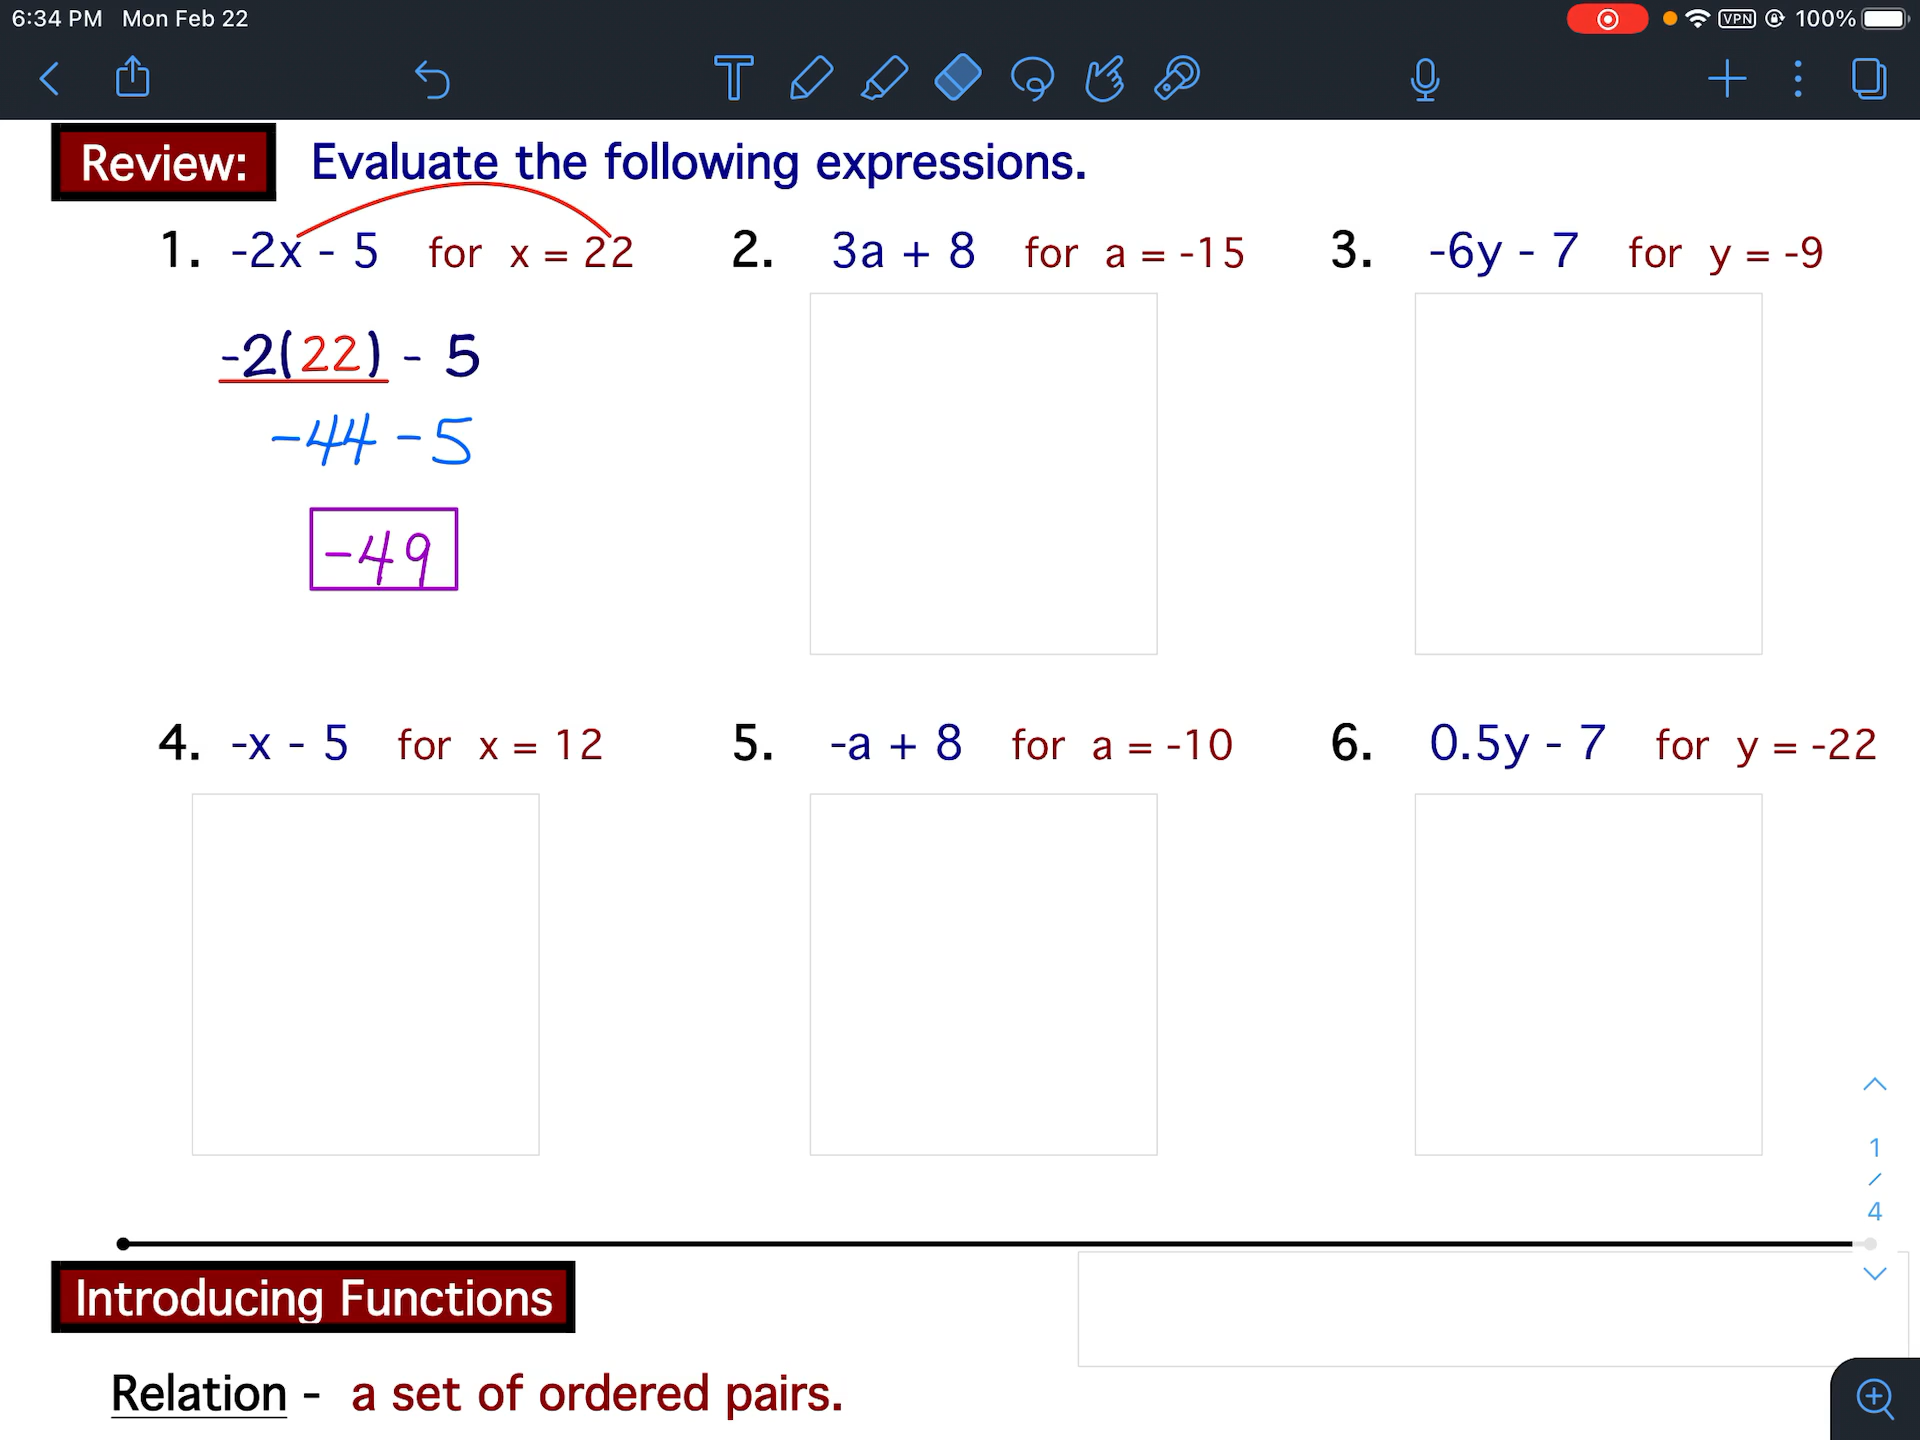 6:34 PM Mon Feb 22
VPN 100%
Review: Evaluate the following expressions.
1. -2x - 5 for x = 22
2. 3a + 8 for a = -15
3. -6y - 7 for y = -9
-2(22) - 5
-44 - 5
-49
4. -x - 5 for x = 12
5. -a + 8 for a = -10
6. 0.5y - 7 for y = -22
1
/
4
Introducing Functions
Relation - a set of ordered pairs.